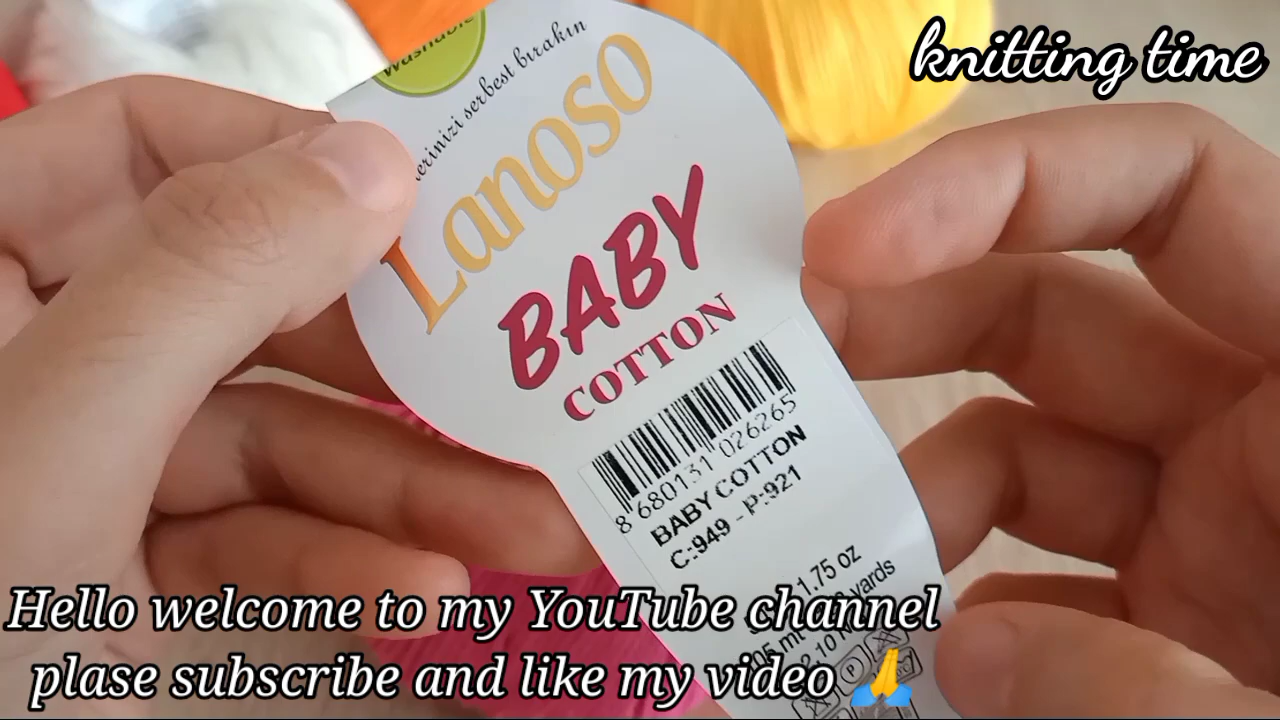 knitting time
Washable
serbest bırakın
Lanoso
BABY
COTTON
8 680131 026265
BABY COTTON
C:949 - P:921
1.75 oz
yards
Hello welcome to my YouTube channel
plase subscribe and like my video 🙏